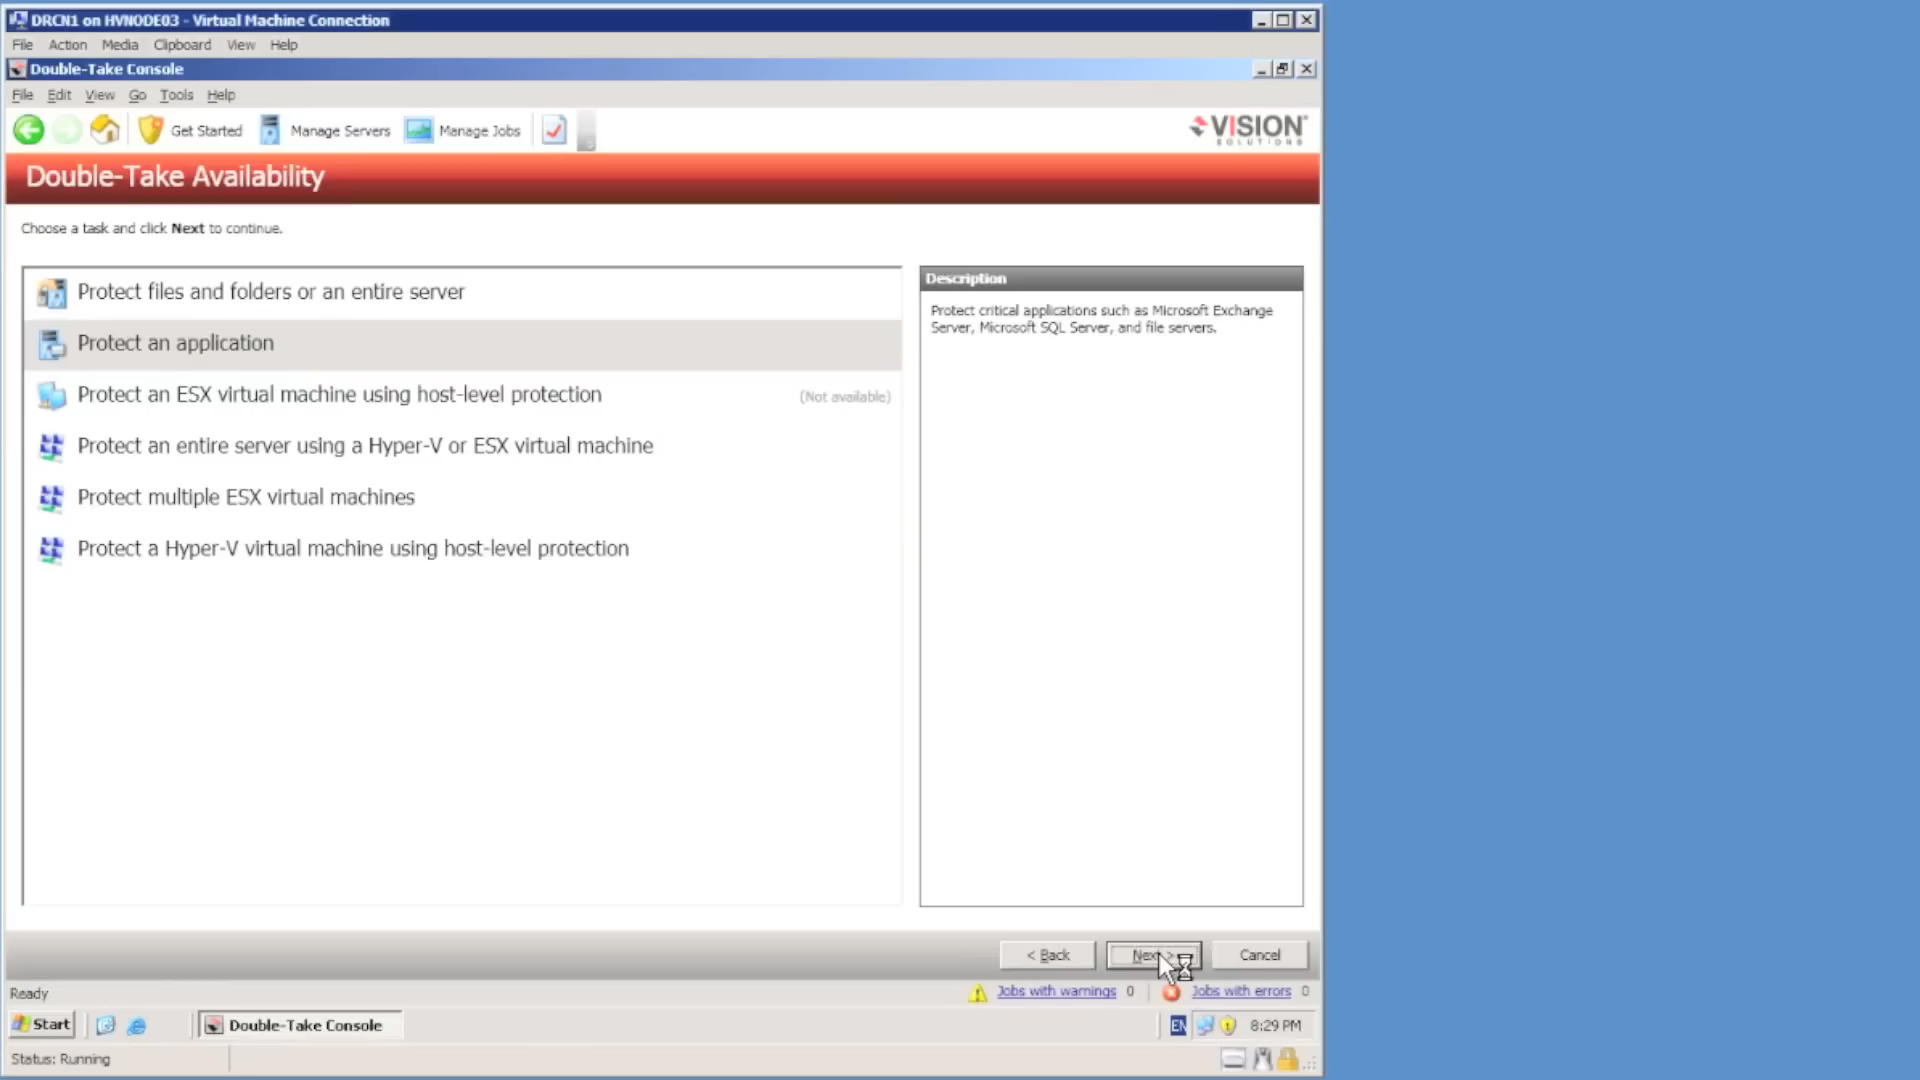 DRCN1 on HVNODE03 - Virtual Machine Connection
File Action Media Clipboard View Help
Double-Take Console
File Edit View Go Tools Help
Get Started Manage Servers Manage Jobs
VISION
SOLUTIONS
Double-Take Availability
Choose a task and click Next to continue.
Protect files and folders or an entire server
Protect an application
Protect an ESX virtual machine using host-level protection (Not available)
Protect an entire server using a Hyper-V or ESX virtual machine
Protect multiple ESX virtual machines
Protect a Hyper-V virtual machine using host-level protection
Description
Protect critical applications such as Microsoft Exchange
Server, Microsoft SQL Server, and file servers.
< Back Next > Cancel
Ready Jobs with warnings 0 Jobs with errors 0
Start Double-Take Console EN 8:29 PM
Status: Running